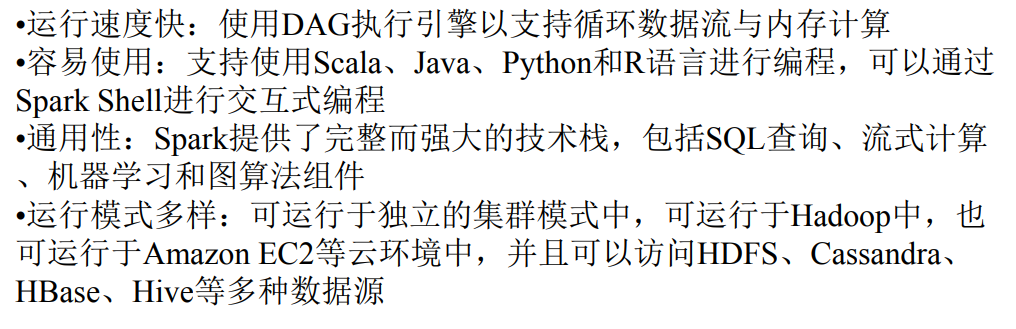 •运行速度快：使用DAG执行引擎以支持循环数据流与内存计算
•容易使用：支持使用Scala、Java、Python和R语言进行编程，可以通过
Spark Shell进行交互式编程
•通用性：Spark提供了完整而强大的技术栈，包括SQL查询、流式计算
、机器学习和图算法组件
•运行模式多样：可运行于独立的集群模式中，可运行于Hadoop中，也
可运行于Amazon EC2等云环境中，并且可以访问HDFS、Cassandra、
HBase、Hive等多种数据源